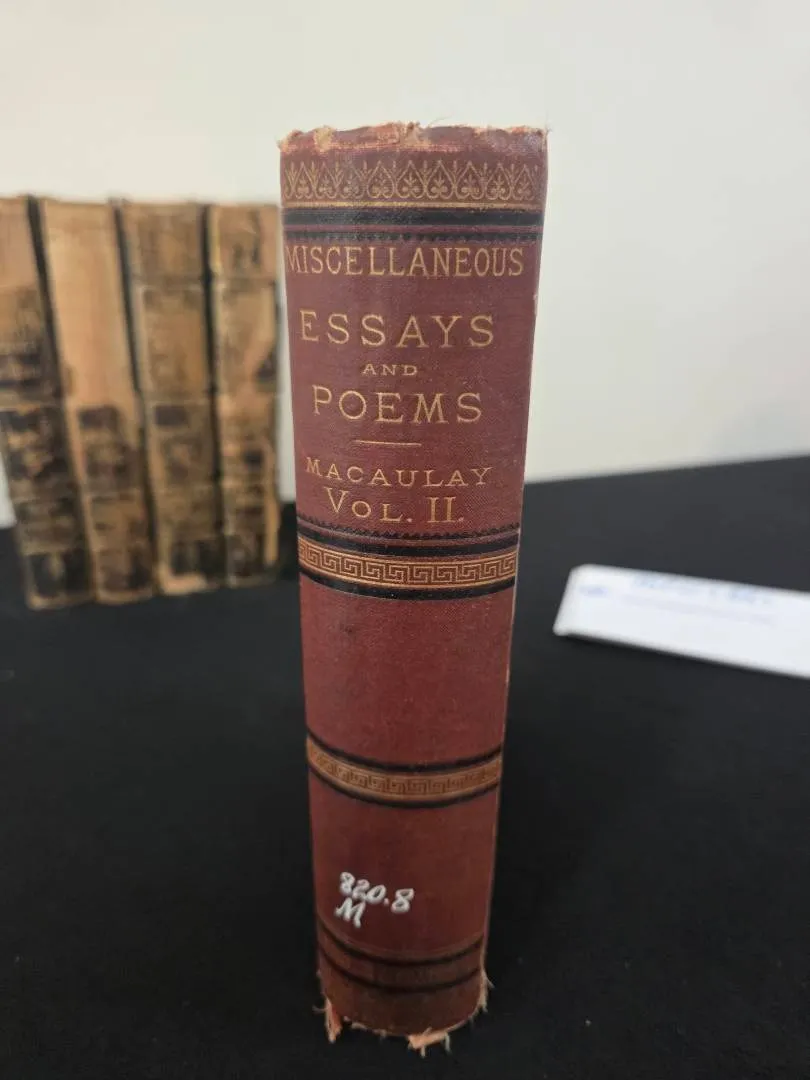 MISCELLANEOUS
ESSAYS
AND
POEMS
MACAULAY
VOL. II.
820.8
M